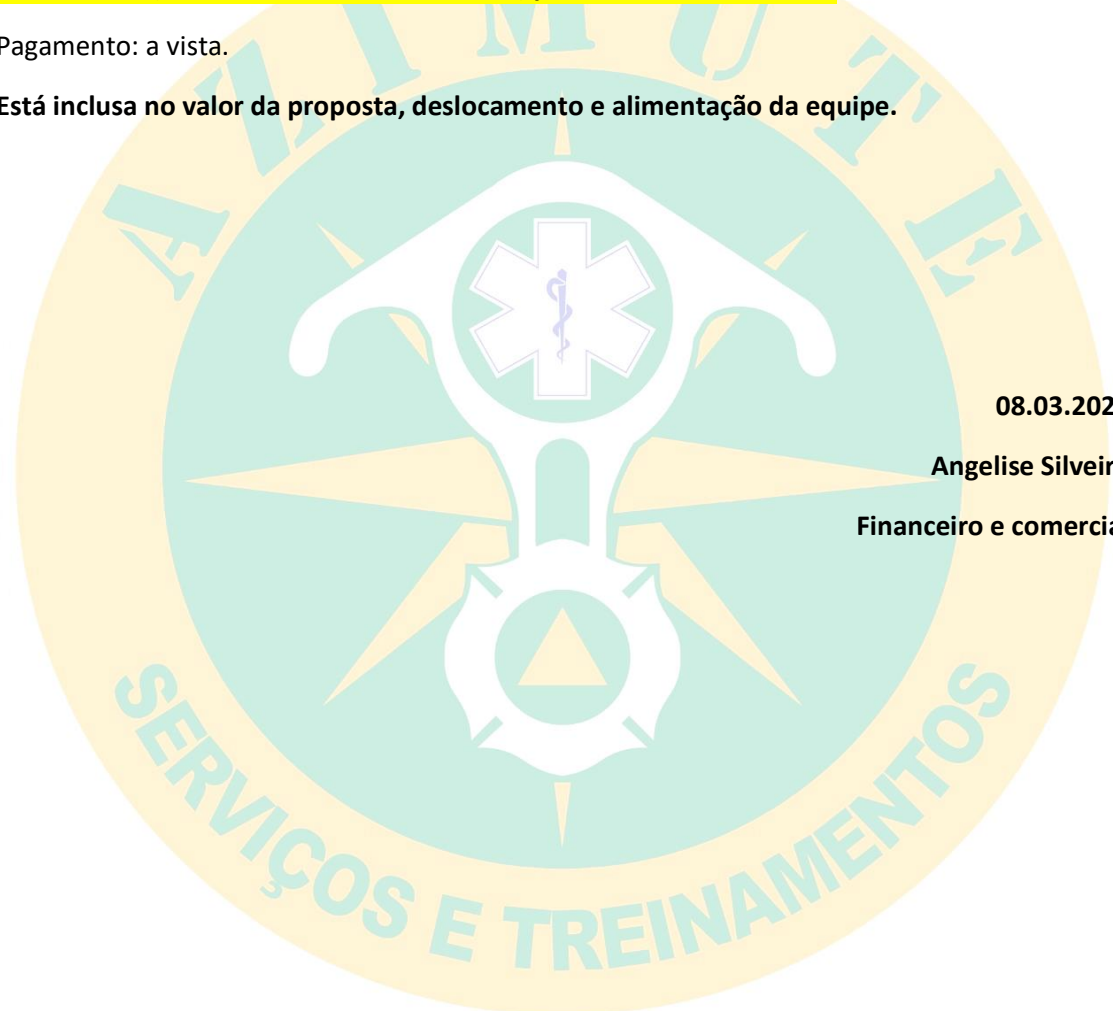 Pagamento: a vista.
Está inclusa no valor da proposta, deslocamento e alimentação da equipe.
AZIMUTE
08.03.202
Angelise Silveir
Financeiro e comercia
SERVIÇOS E TREINAMENTOS